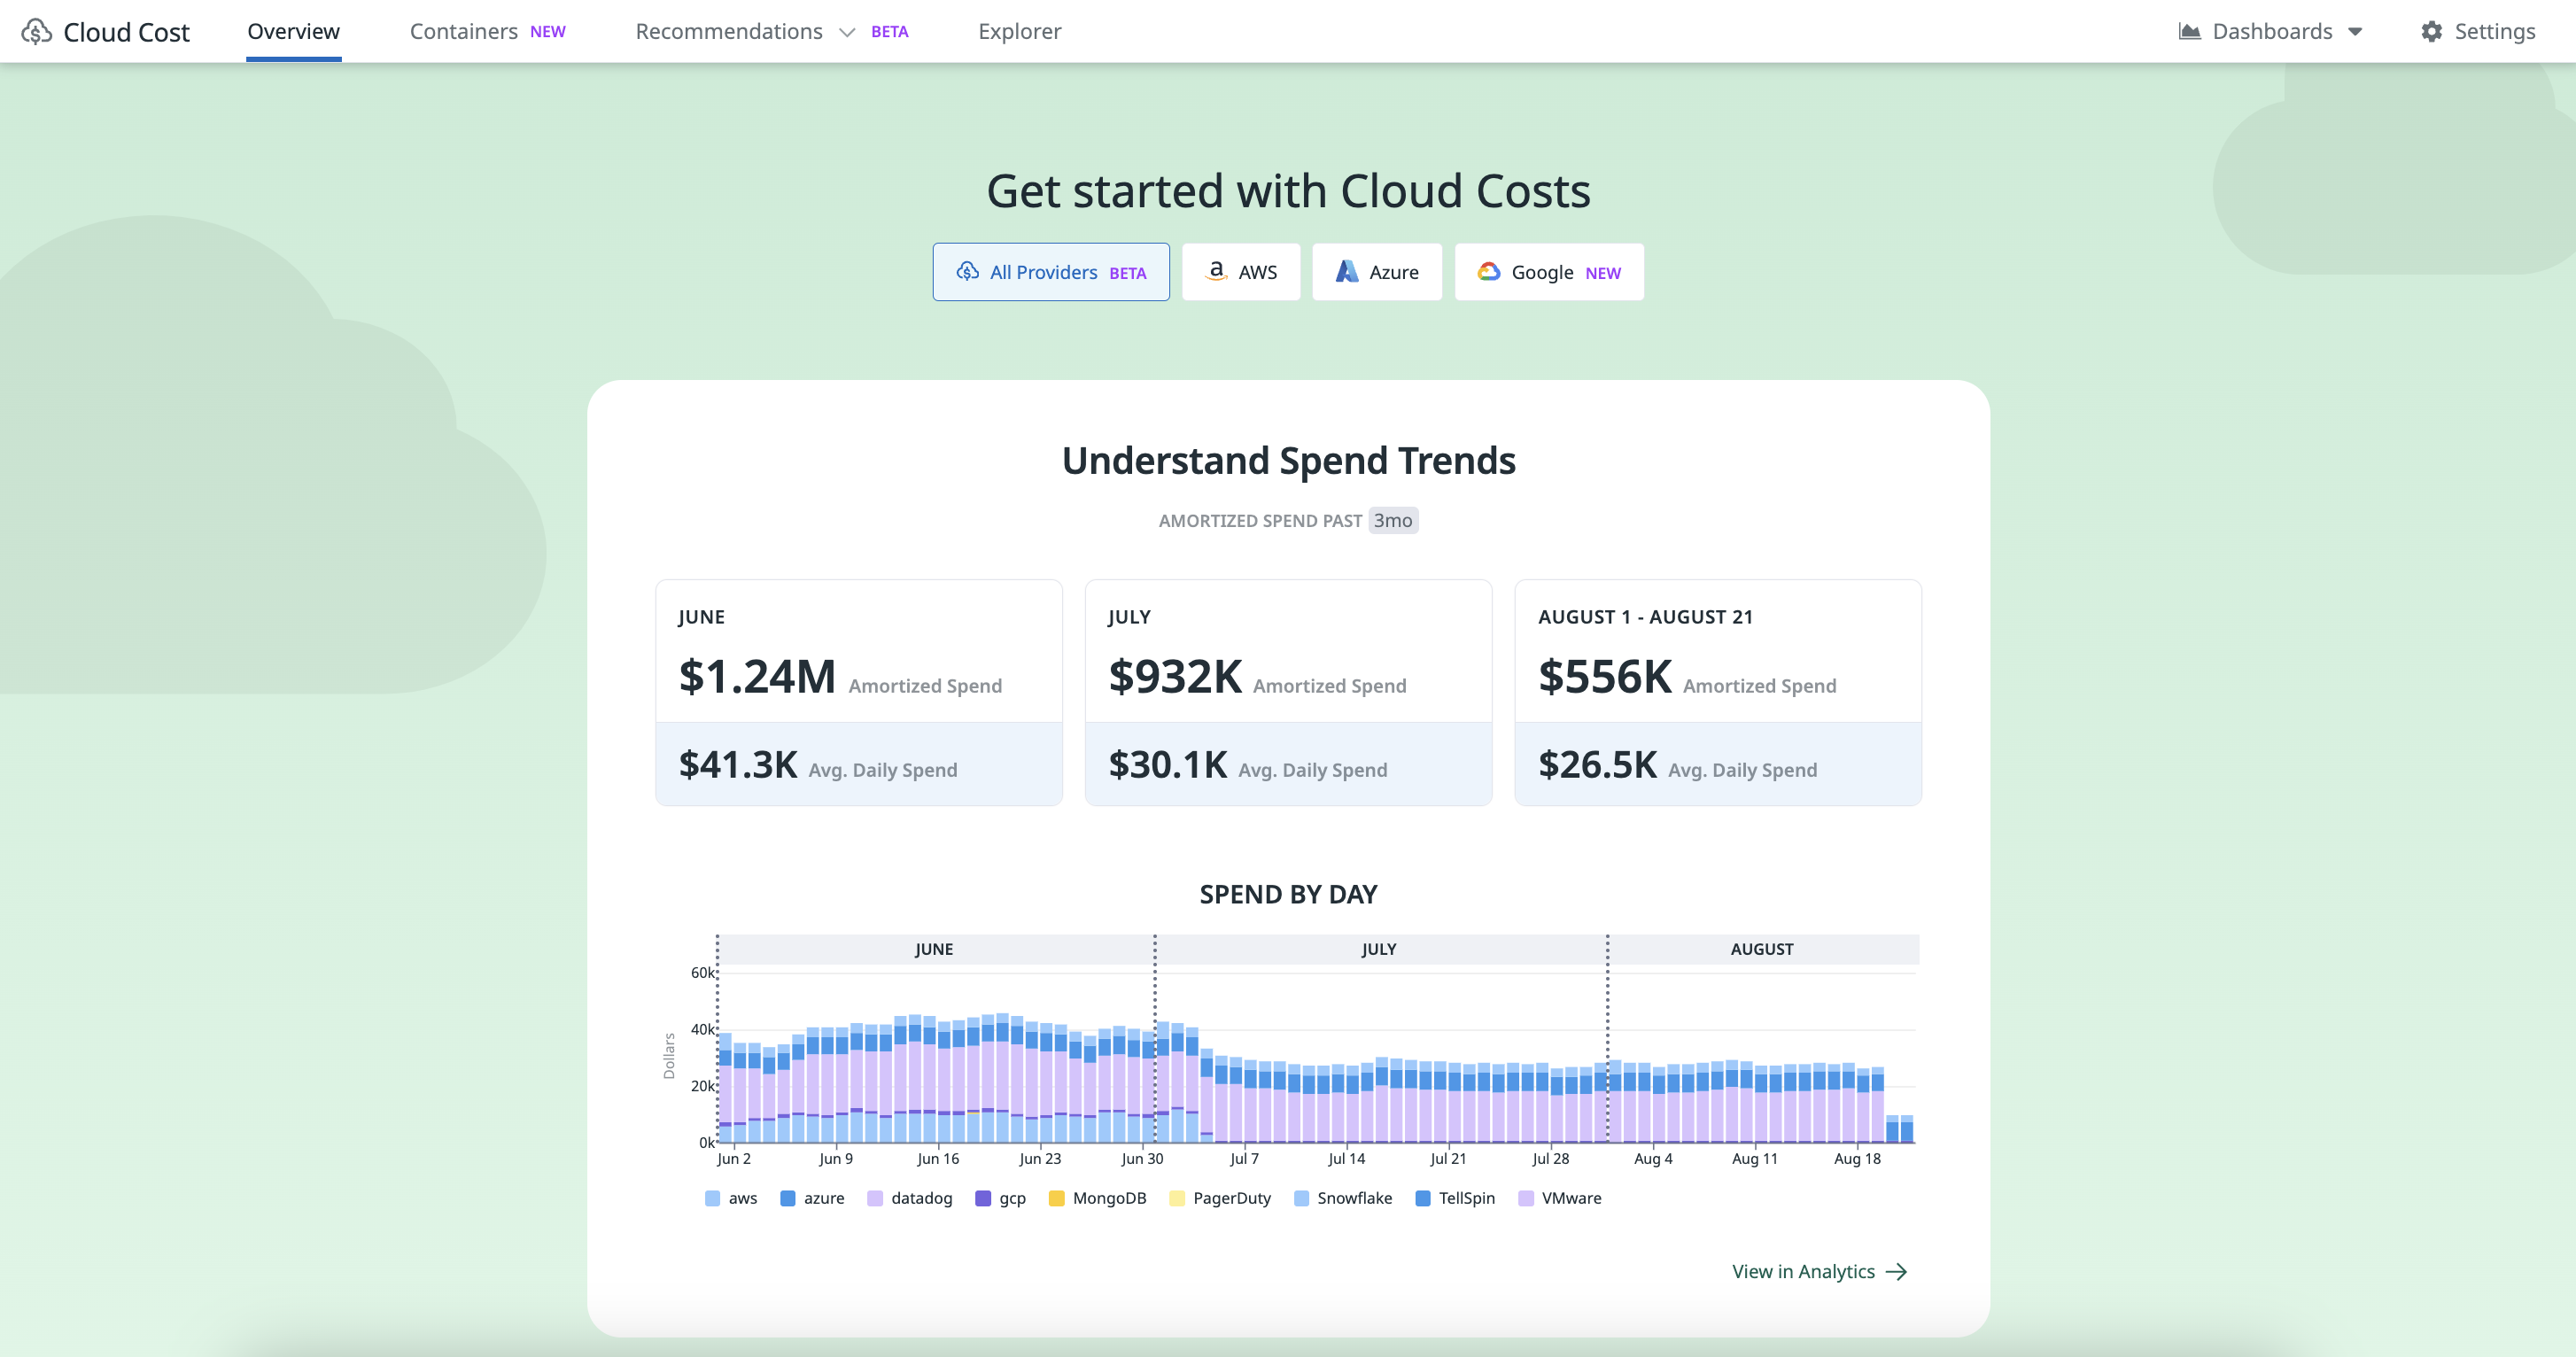 Cloud Cost Overview Containers NEW Recommendations BETA Explorer Dashboards Settings
Get started with Cloud Costs
All Providers BETA AWS Azure Google NEW
Understand Spend Trends
AMORTIZED SPEND PAST 3mo
JUNE
$1.24M Amortized Spend
$41.3K Avg. Daily Spend
JULY
$932K Amortized Spend
$30.1K Avg. Daily Spend
AUGUST 1 - AUGUST 21
$556K Amortized Spend
$26.5K Avg. Daily Spend
SPEND BY DAY
JUNE JULY AUGUST
Dollars
60k
40k
20k
0k
Jun 2 Jun 9 Jun 16 Jun 23 Jun 30 Jul 7 Jul 14 Jul 21 Jul 28 Aug 4 Aug 11 Aug 18
aws azure datadog gcp MongoDB PagerDuty Snowflake TellSpin VMware
View in Analytics